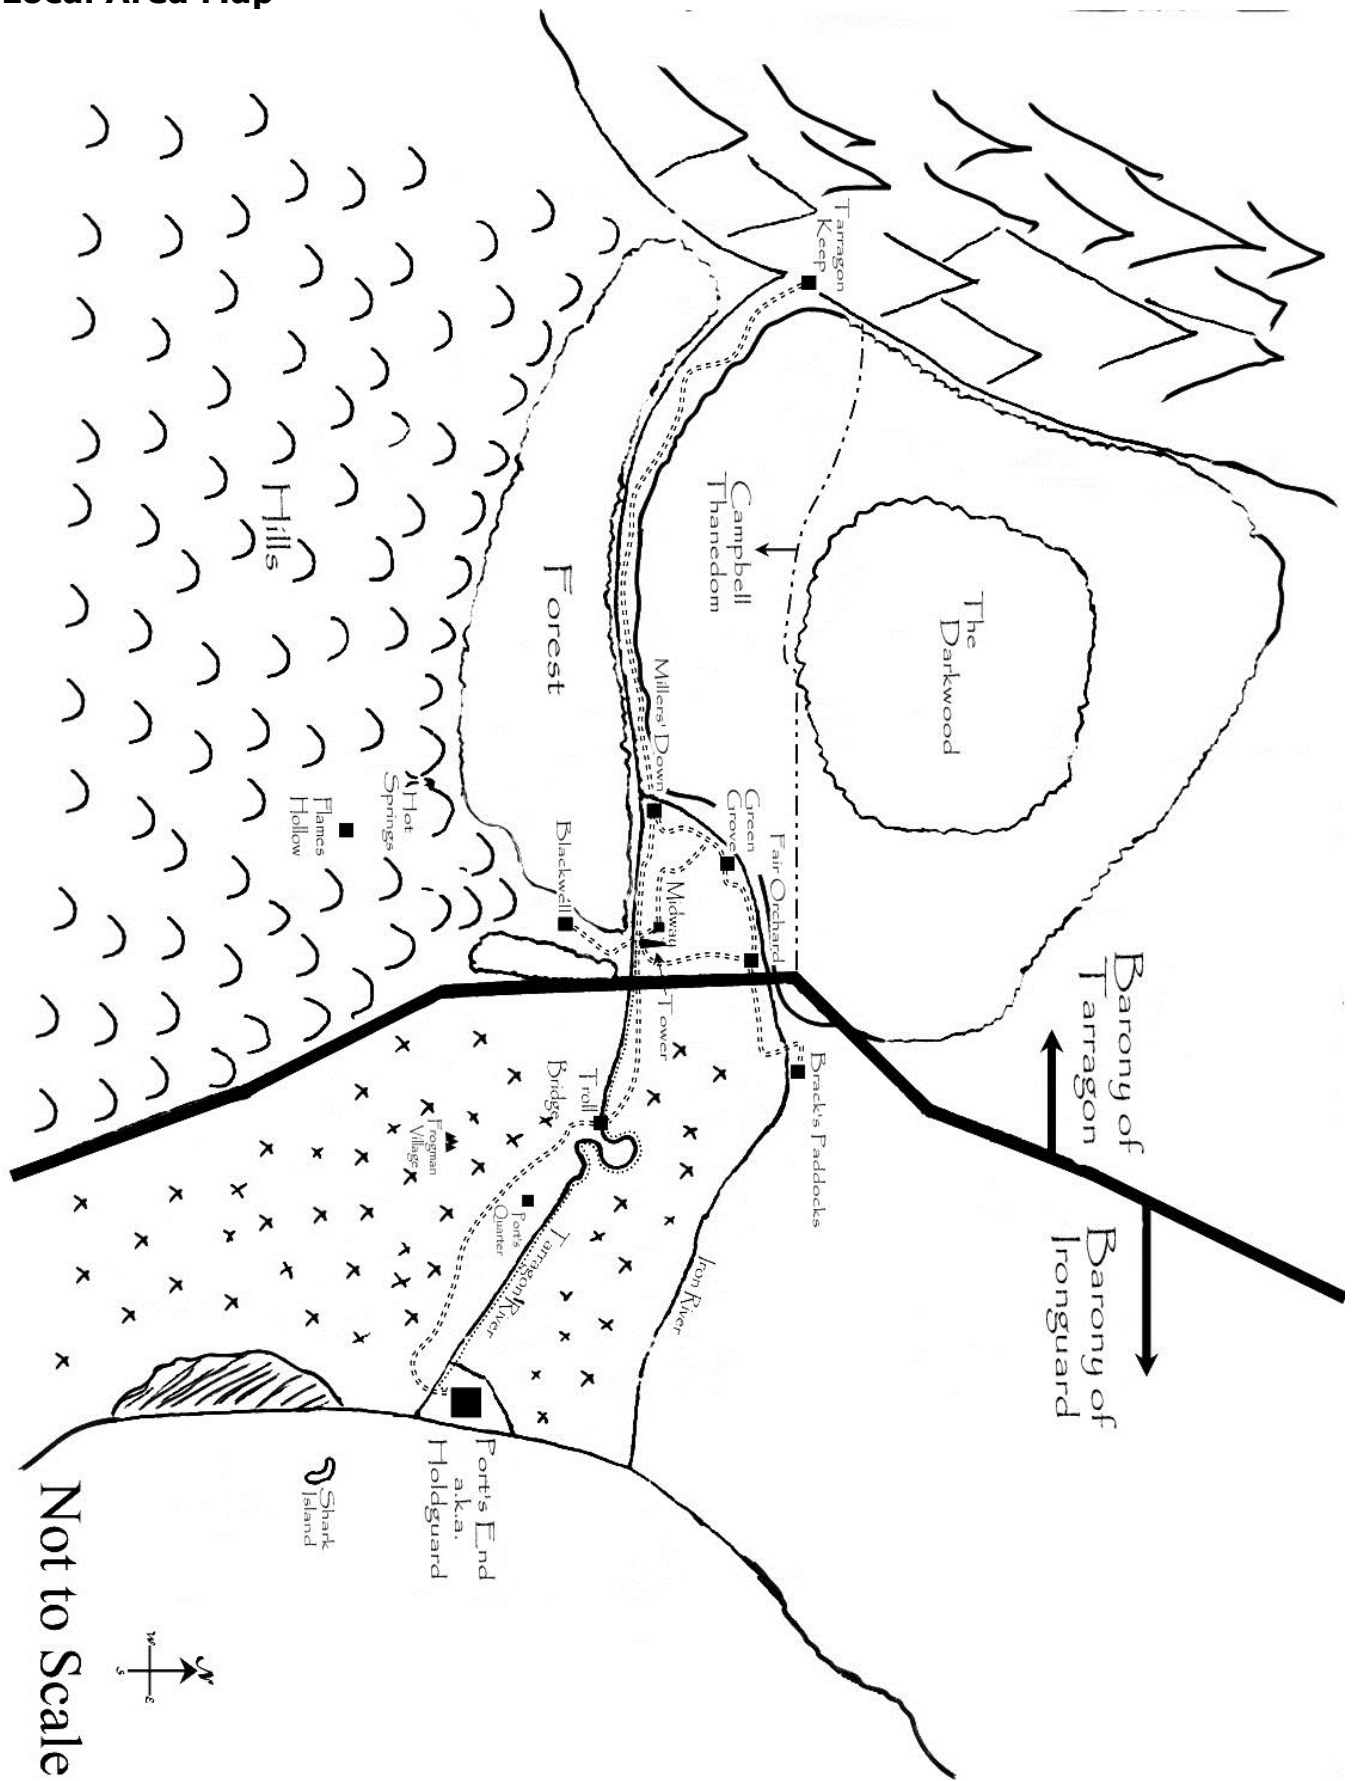 Local Area Map
Tarragon
Keep
Campbell
Thanedom
The
Darkwood
Hills
Forest
Millers' Down
Green
Grove
Fair Orchard
Midway
Tower
Blackwell
Hot
Springs
Flames
Hollow
Barony of
Tarragon
Barony of
Ironguard
Brack's Paddocks
Troll
Bridge
Frogman
Village
Port's
Quarter
Tarragon River
Iron River
Port's End
a.k.a.
Holdguard
Shark
Island
N
W
E
S
Not to Scale